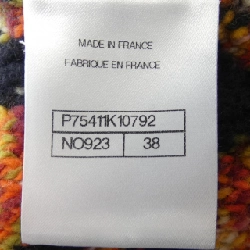 MADE IN FRANCE
FABRIQUE EN FRANCE
P75411K10792
NO923 38